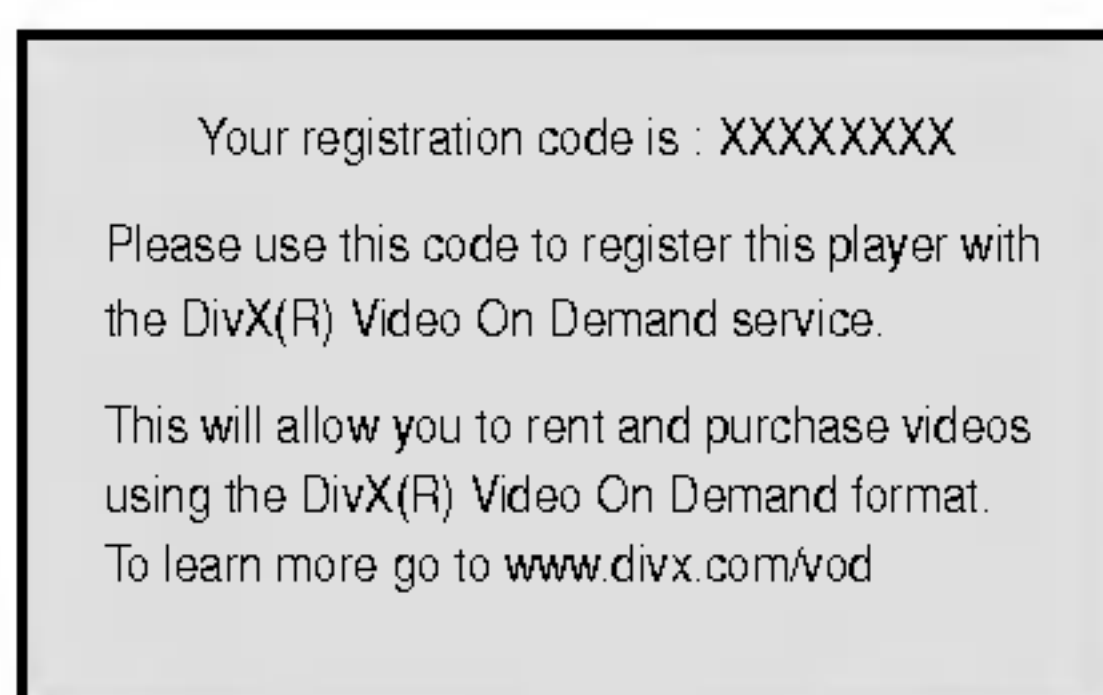 Your registration code is : XXXXXXXX
Please use this code to register this player with
the DivX(R) Video On Demand service.
This will allow you to rent and purchase videos
using the DivX(R) Video On Demand format.
To learn more go to www.divx.com/vod